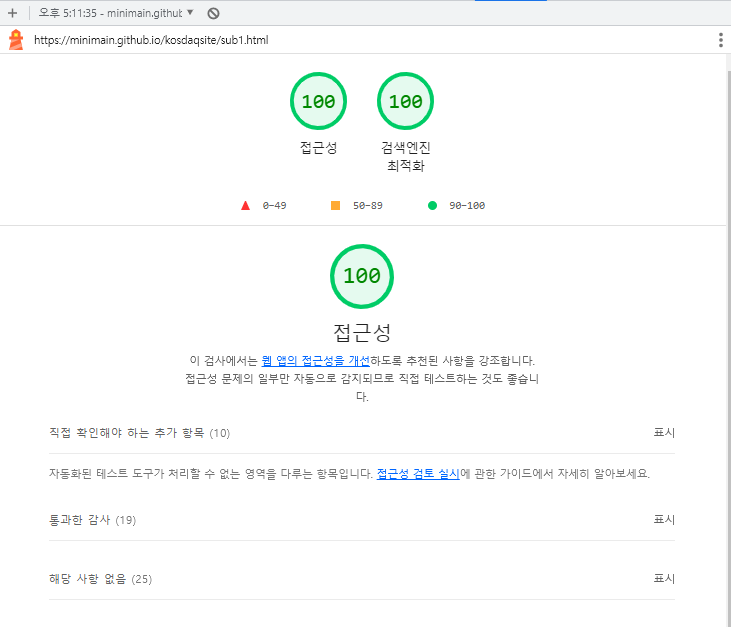 오후 5:11:35 - minimain.github
https://minimain.github.io/kosdaqsite/sub1.html
100 100
접근성 검색엔진
최적화
0–49 50–89 90–100
100
접근성
이 검사에서는 웹 앱의 접근성을 개선하도록 추천된 사항을 강조합니다.
접근성 문제의 일부만 자동으로 감지되므로 직접 테스트하는 것도 좋습니
다.
직접 확인해야 하는 추가 항목 (10) 표시
자동화된 테스트 도구가 처리할 수 없는 영역을 다루는 항목입니다. 접근성 검토 실시에 관한 가이드에서 자세히 알아보세요.
통과한 감사 (19) 표시
해당 사항 없음 (25) 표시